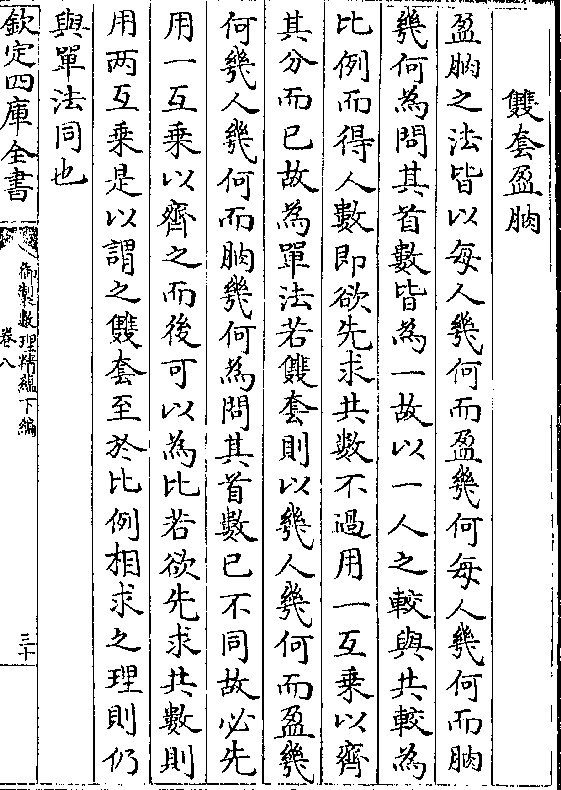 雙套盈朒
盈朒之法皆以每人幾何而盈幾何每人幾何而朒
幾何為問其首數皆為一故以一人之較與共較為
比例而得人數即欲先求共數不過用一互乘以齊
其分而已故為單法若雙套則以幾人幾何而盈幾
何幾人幾何而朒幾何為問其首數已不同故必先
用一互乘以齊之而後可以為比若欲先求共數則
用两互乘是以謂之雙套至於比例相求之理則仍
與單法同也
欽定四庫全書
御製數理精蘊下編
卷八
三十